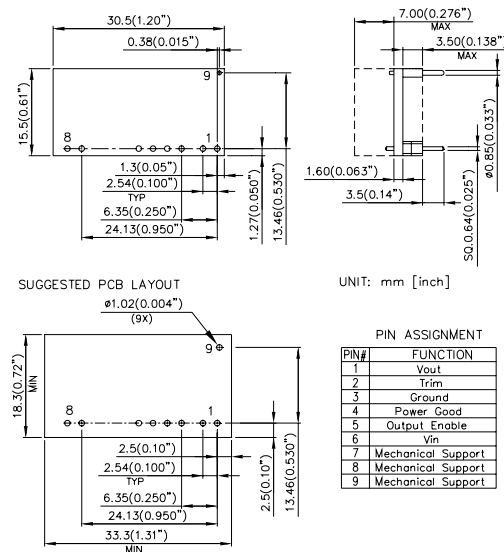 30.5(1.20")
0.38(0.015")
9
15.5(0.61")
8
1
1.3(0.05")
2.54(0.100")
TYP
6.35(0.250")
24.13(0.950")
1.27(0.050")
13.46(0.530")
7.00(0.276")
MAX
3.50(0.138")
MAX
ø0.85(0.033")
1.60(0.063")
3.5(0.14")
SQ.0.64(0.025")
SUGGESTED PCB LAYOUT
UNIT: mm [inch]
ø1.02(0.004")
(9X)
9
18.3(0.72")
MIN
8
1
2.5(0.10")
2.54(0.100")
TYP
6.35(0.250")
24.13(0.950")
33.3(1.31")
MIN
2.5(0.10")
13.46(0.530")
PIN ASSIGNMENT
PIN# FUNCTION
1 Vout
2 Trim
3 Ground
4 Power Good
5 Output Enable
6 Vin
7 Mechanical Support
8 Mechanical Support
9 Mechanical Support